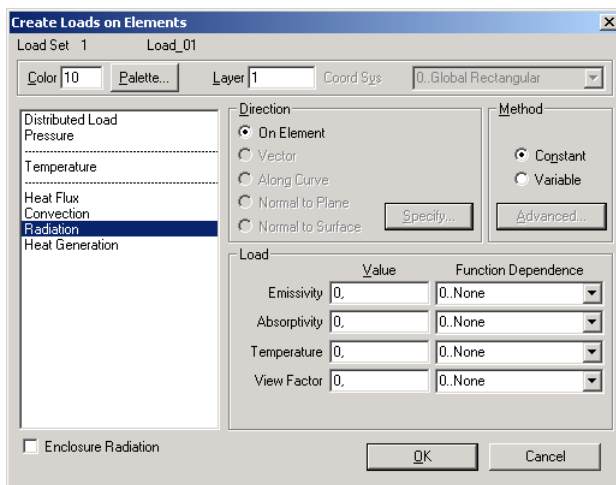 Create Loads on Elements
Load Set 1 Load_01
Color 10 Palette... Layer 1 Coord Sys 0..Global Rectangular
Distributed Load
Pressure
Temperature
Heat Flux
Convection
Radiation
Heat Generation
Direction
On Element
Vector
Along Curve
Normal to Plane
Normal to Surface
Specify...
Method
Constant
Variable
Advanced...
Load
Value Function Dependence
Emissivity 0, 0..None
Absorptivity 0, 0..None
Temperature 0, 0..None
View Factor 0, 0..None
Enclosure Radiation
OK Cancel